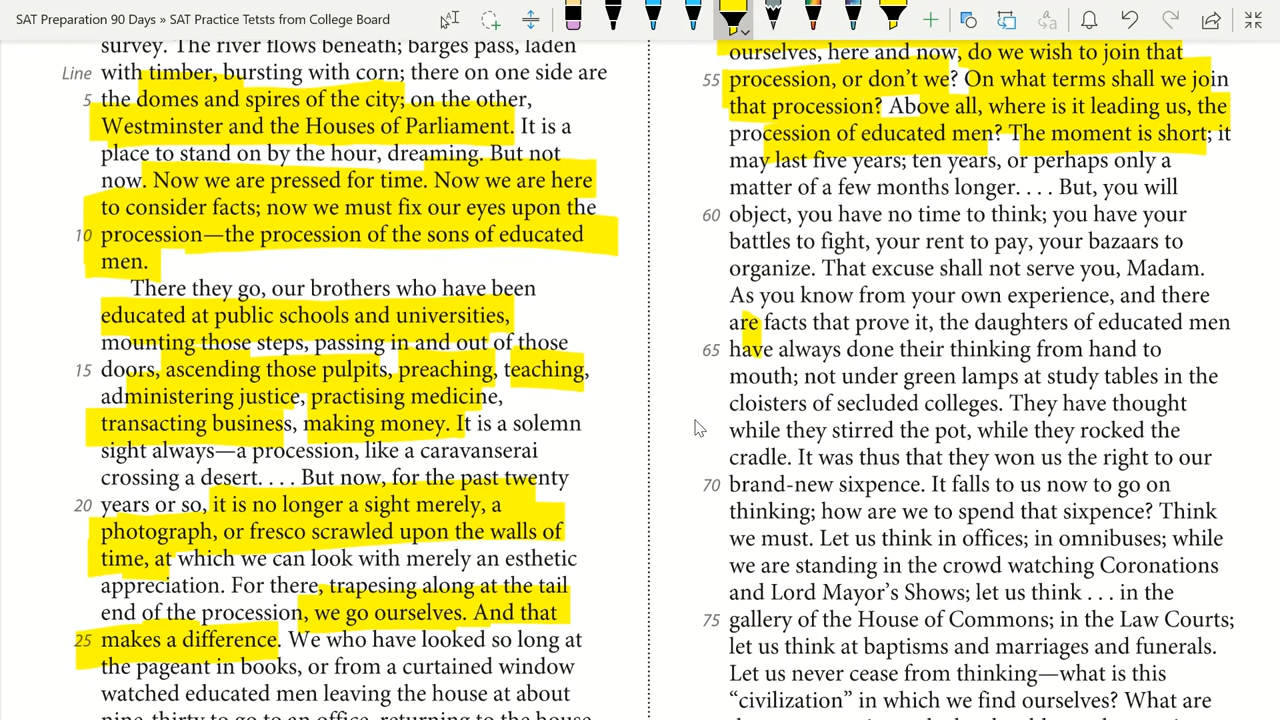 SAT Preparation 90 Days » SAT Practice Tetsts from College Board
survey. The river flows beneath; barges pass, laden
Line with timber, bursting with corn; there on one side are
5 the domes and spires of the city; on the other,
Westminster and the Houses of Parliament. It is a
place to stand on by the hour, dreaming. But not
now. Now we are pressed for time. Now we are here
to consider facts; now we must fix our eyes upon the
10 procession—the procession of the sons of educated
men.
There they go, our brothers who have been
educated at public schools and universities,
mounting those steps, passing in and out of those
15 doors, ascending those pulpits, preaching, teaching,
administering justice, practising medicine,
transacting business, making money. It is a solemn
sight always—a procession, like a caravanserai
crossing a desert. . . . But now, for the past twenty
20 years or so, it is no longer a sight merely, a
photograph, or fresco scrawled upon the walls of
time, at which we can look with merely an esthetic
appreciation. For there, trapesing along at the tail
end of the procession, we go ourselves. And that
25 makes a difference. We who have looked so long at
the pageant in books, or from a curtained window
watched educated men leaving the house at about
nine-thirty to go to an office, returning to the house
ourselves, here and now, do we wish to join that
55 procession, or don’t we? On what terms shall we join
that procession? Above all, where is it leading us, the
procession of educated men? The moment is short; it
may last five years; ten years, or perhaps only a
matter of a few months longer. . . . But, you will
60 object, you have no time to think; you have your
battles to fight, your rent to pay, your bazaars to
organize. That excuse shall not serve you, Madam.
As you know from your own experience, and there
are facts that prove it, the daughters of educated men
65 have always done their thinking from hand to
mouth; not under green lamps at study tables in the
cloisters of secluded colleges. They have thought
while they stirred the pot, while they rocked the
cradle. It was thus that they won us the right to our
70 brand-new sixpence. It falls to us now to go on
thinking; how are we to spend that sixpence? Think
we must. Let us think in offices; in omnibuses; while
we are standing in the crowd watching Coronations
and Lord Mayor’s Shows; let us think . . . in the
75 gallery of the House of Commons; in the Law Courts;
let us think at baptisms and marriages and funerals.
Let us never cease from thinking—what is this
“civilization” in which we find ourselves? What are